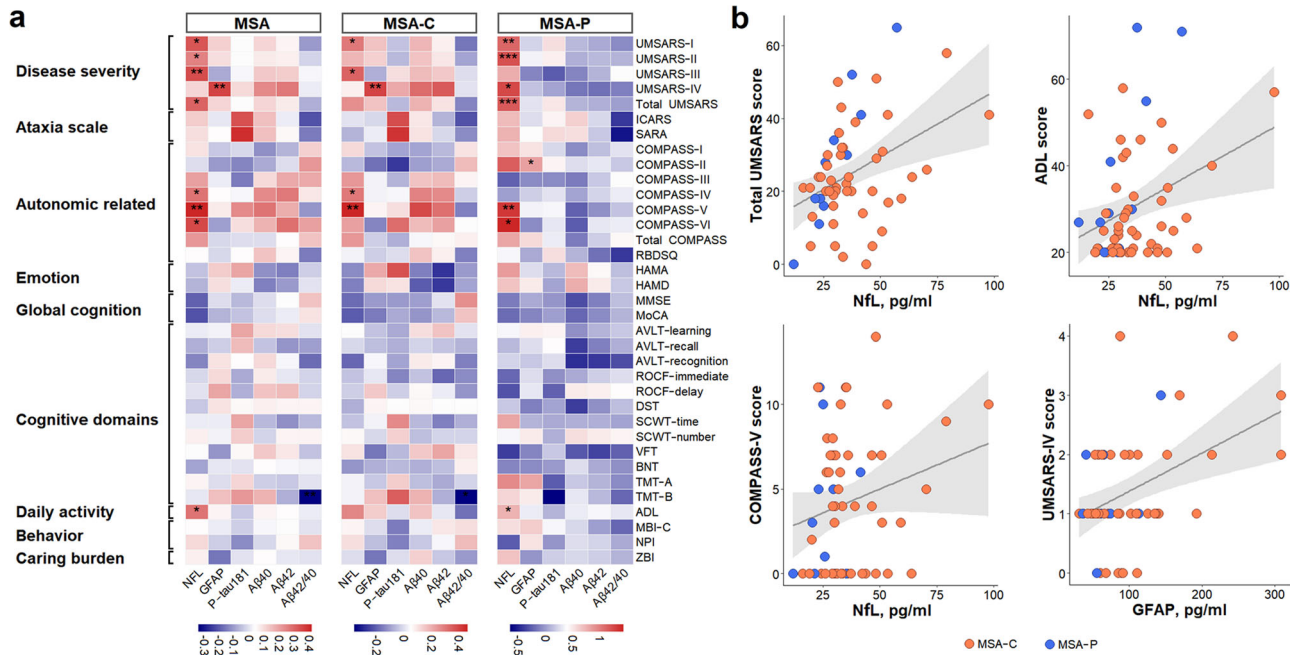 a
MSA
MSA-C
MSA-P
Disease severity
Ataxia scale
Autonomic related
Emotion
Global cognition
Cognitive domains
Daily activity
Behavior
Caring burden
* * ** ** * * ** *
* ** * **
** *** * *** * ** *
** * *
UMSARS-I
UMSARS-II
UMSARS-III
UMSARS-IV
Total UMSARS
ICARS
SARA
COMPASS-I
COMPASS-II
COMPASS-III
COMPASS-IV
COMPASS-V
COMPASS-VI
Total COMPASS
RBDSQ
HAMA
HAMD
MMSE
MoCA
AVLT-learning
AVLT-recall
AVLT-recognition
ROCF-immediate
ROCF-delay
DST
SCWT-time
SCWT-number
VFT
BNT
TMT-A
TMT-B
ADL
MBI-C
NPI
ZBI
NFL GFAP P-tau181 Aβ40 Aβ42 Aβ42/40
NFL GFAP P-tau181 Aβ40 Aβ42 Aβ42/40
NFL GFAP P-tau181 Aβ40 Aβ42 Aβ42/40
-0.3 -0.2 -0.1 0 0.1 0.2 0.4
-0.2 0 0.2 0.4
-0.5 0 0.5 1
b
Total UMSARS score
60
40
20
0
25 50 75 100
NfL, pg/ml
ADL score
60
40
20
25 50 75 100
NfL, pg/ml
COMPASS-V score
10
5
0
25 50 75 100
NfL, pg/ml
UMSARS-IV score
4
3
2
1
0
100 200 300
GFAP, pg/ml
MSA-C
MSA-P